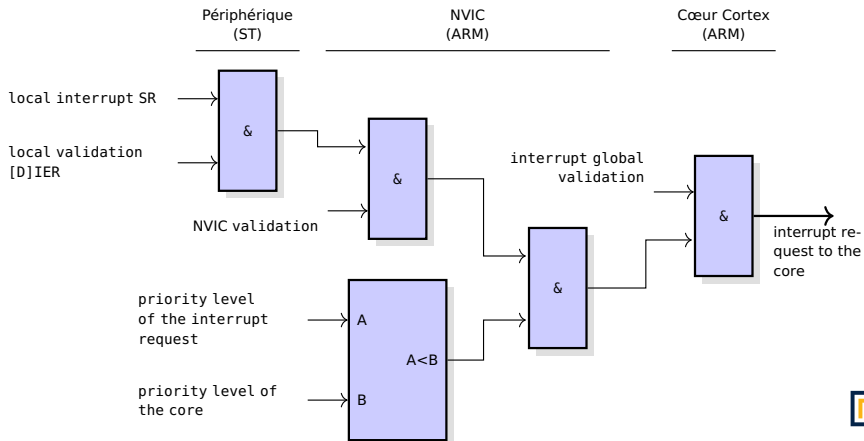 Périphérique
(ST)
NVIC
(ARM)
Cœur Cortex
(ARM)
local interrupt SR
local validation
[D]IER
&
&
NVIC validation
interrupt global
validation
&
interrupt re-
quest to the
core
&
priority level
of the interrupt
request
A
A<B
priority level of
the core
B